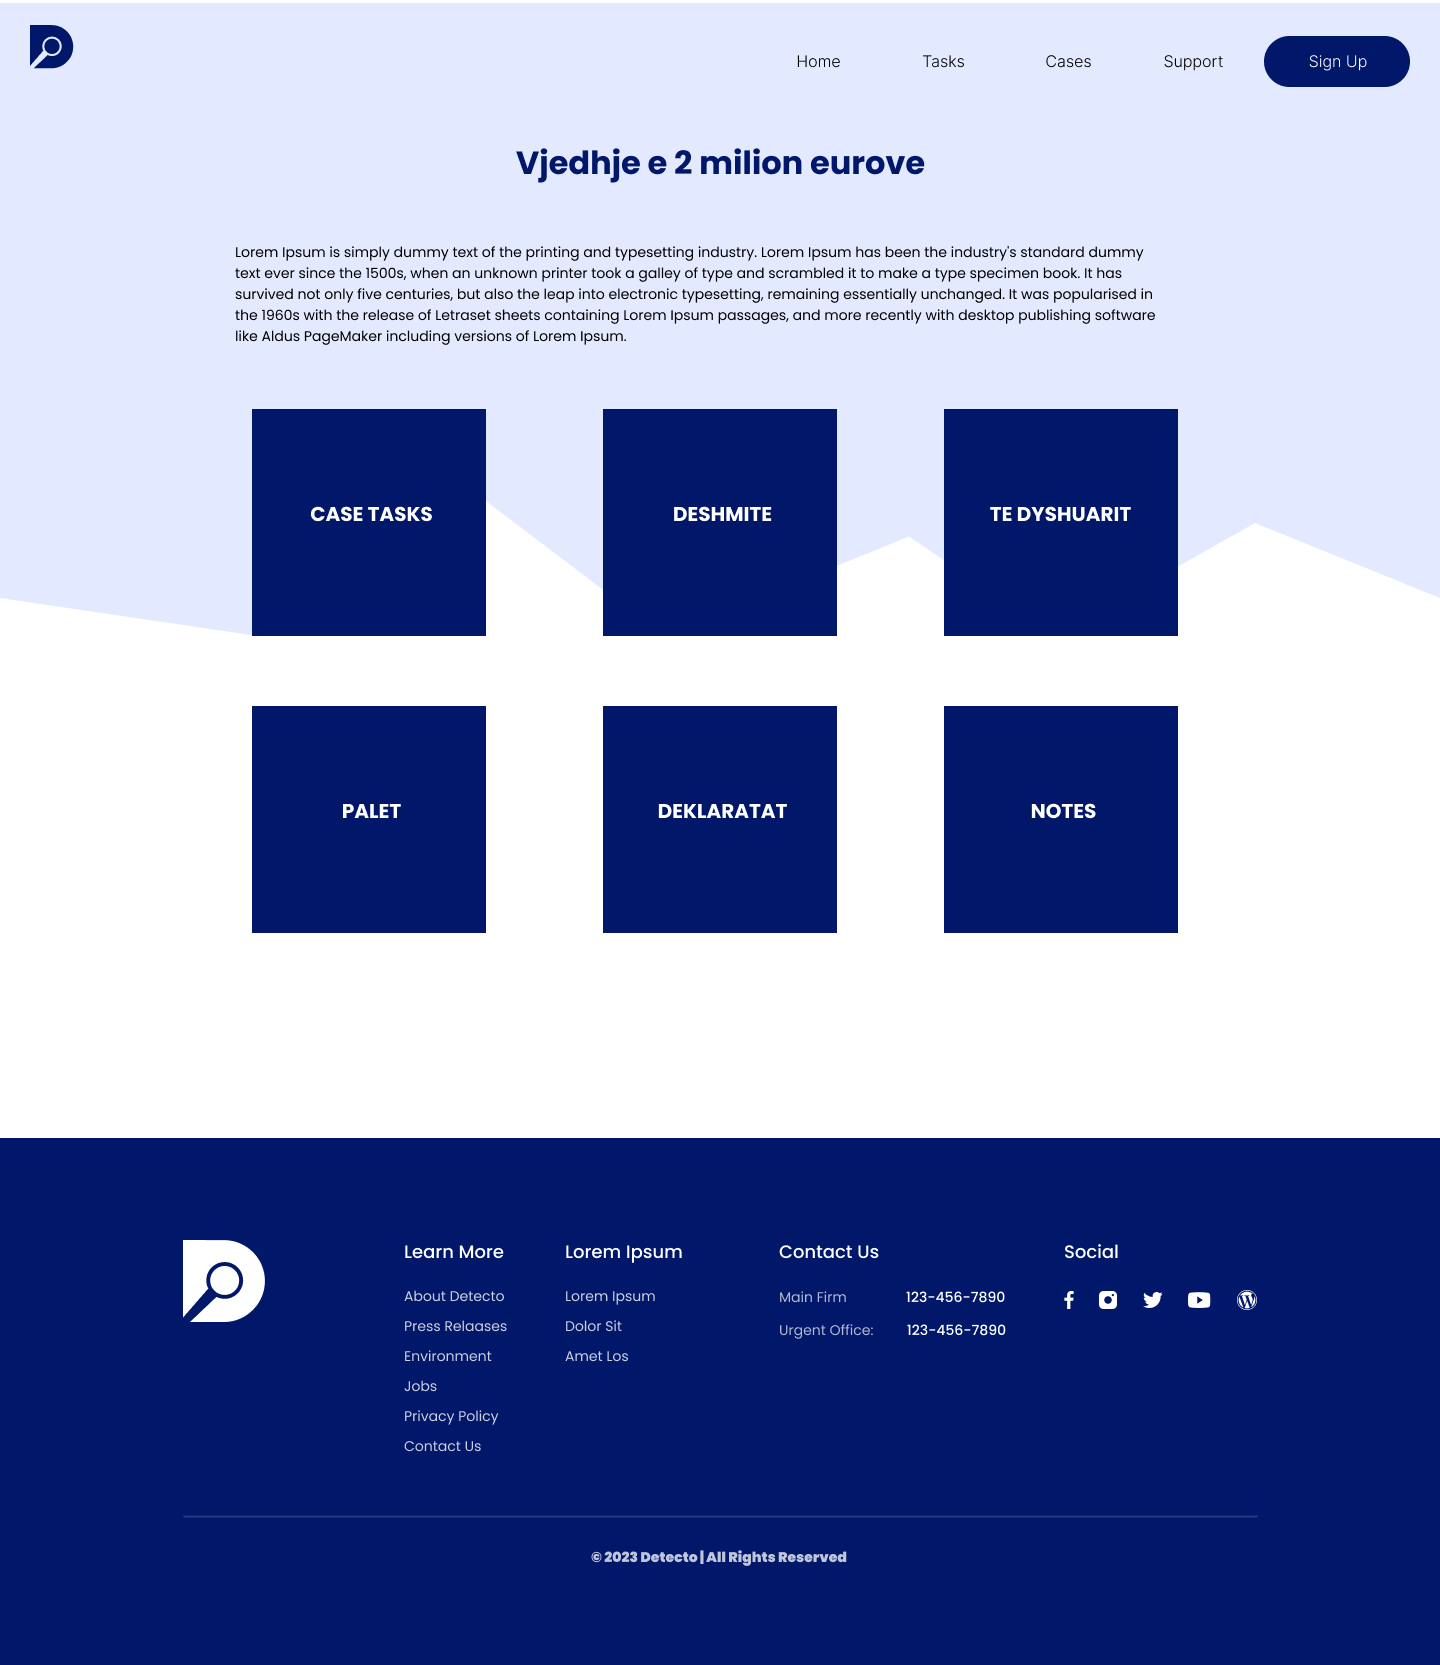 Home
Tasks
Cases
Support
Sign Up
Vjedhje e 2 milion eurove
Lorem Ipsum is simply dummy text of the printing and typesetting industry. Lorem Ipsum has been the industry's standard dummy
text ever since the 1500s, when an unknown printer took a galley of type and scrambled it to make a type specimen book. It has
survived not only five centuries, but also the leap into electronic typesetting, remaining essentially unchanged. It was popularised in
the 1960s with the release of Letraset sheets containing Lorem Ipsum passages, and more recently with desktop publishing software
like Aldus PageMaker including versions of Lorem Ipsum.
CASE TASKS
DESHMITE
TE DYSHUARIT
PALET
DEKLARATAT
NOTES
Learn More
About Detecto
Press Relaases
Environment
Jobs
Privacy Policy
Contact Us
Lorem Ipsum
Lorem Ipsum
Dolor Sit
Amet Los
Contact Us
Main Firm 123-456-7890
Urgent Office: 123-456-7890
Social
© 2023 Detecto | All Rights Reserved